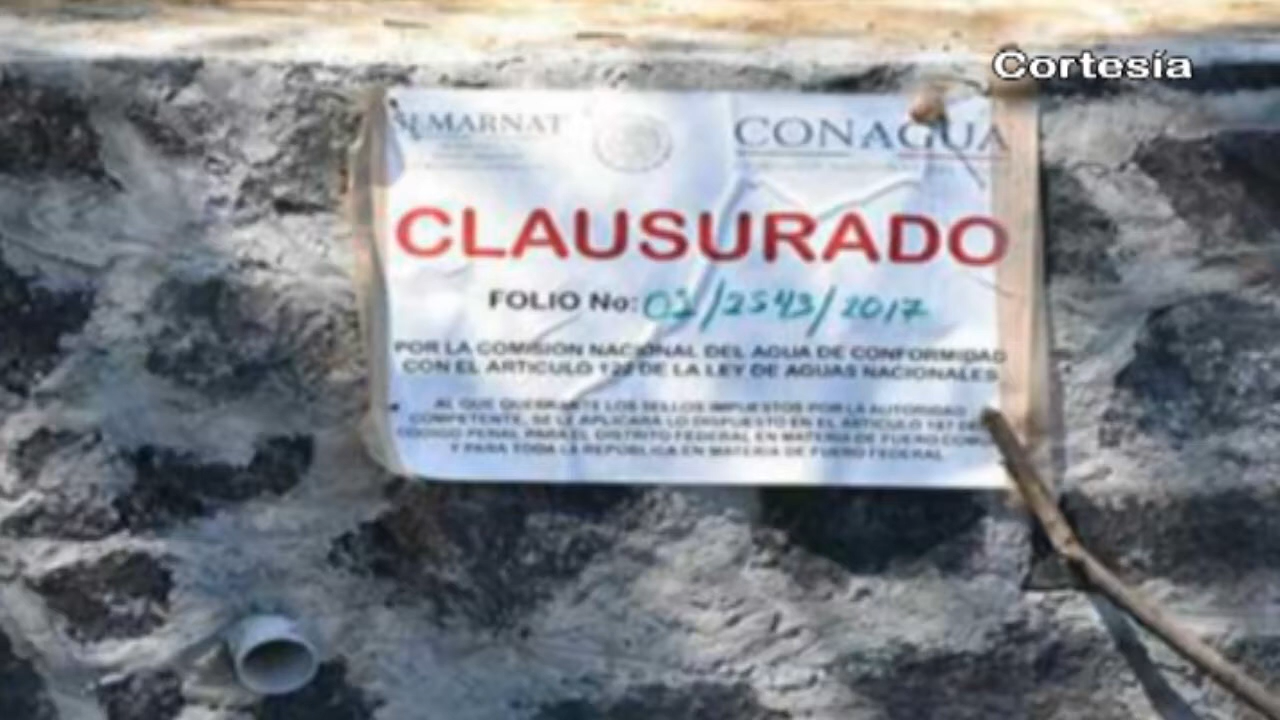 Cortesía
SEMARNAT
CONAGUA
CLAUSURADO
FOLIO No: 02/2543/2017
POR LA COMISIÓN NACIONAL DEL AGUA DE CONFORMIDAD
CON EL ARTICULO 122 DE LA LEY DE AGUAS NACIONALES
AL QUE QUEBRANTE LOS SELLOS IMPUESTOS POR LA AUTORIDAD
COMPETENTE, SE LE APLICARA LO DISPUESTO EN EL ARTICULO 187 DEL
CODIGO PENAL PARA EL DISTRITO FEDERAL EN MATERIA DE FUERO COMUN
Y PARA TODA LA REPUBLICA EN MATERIA DE FUERO FEDERAL